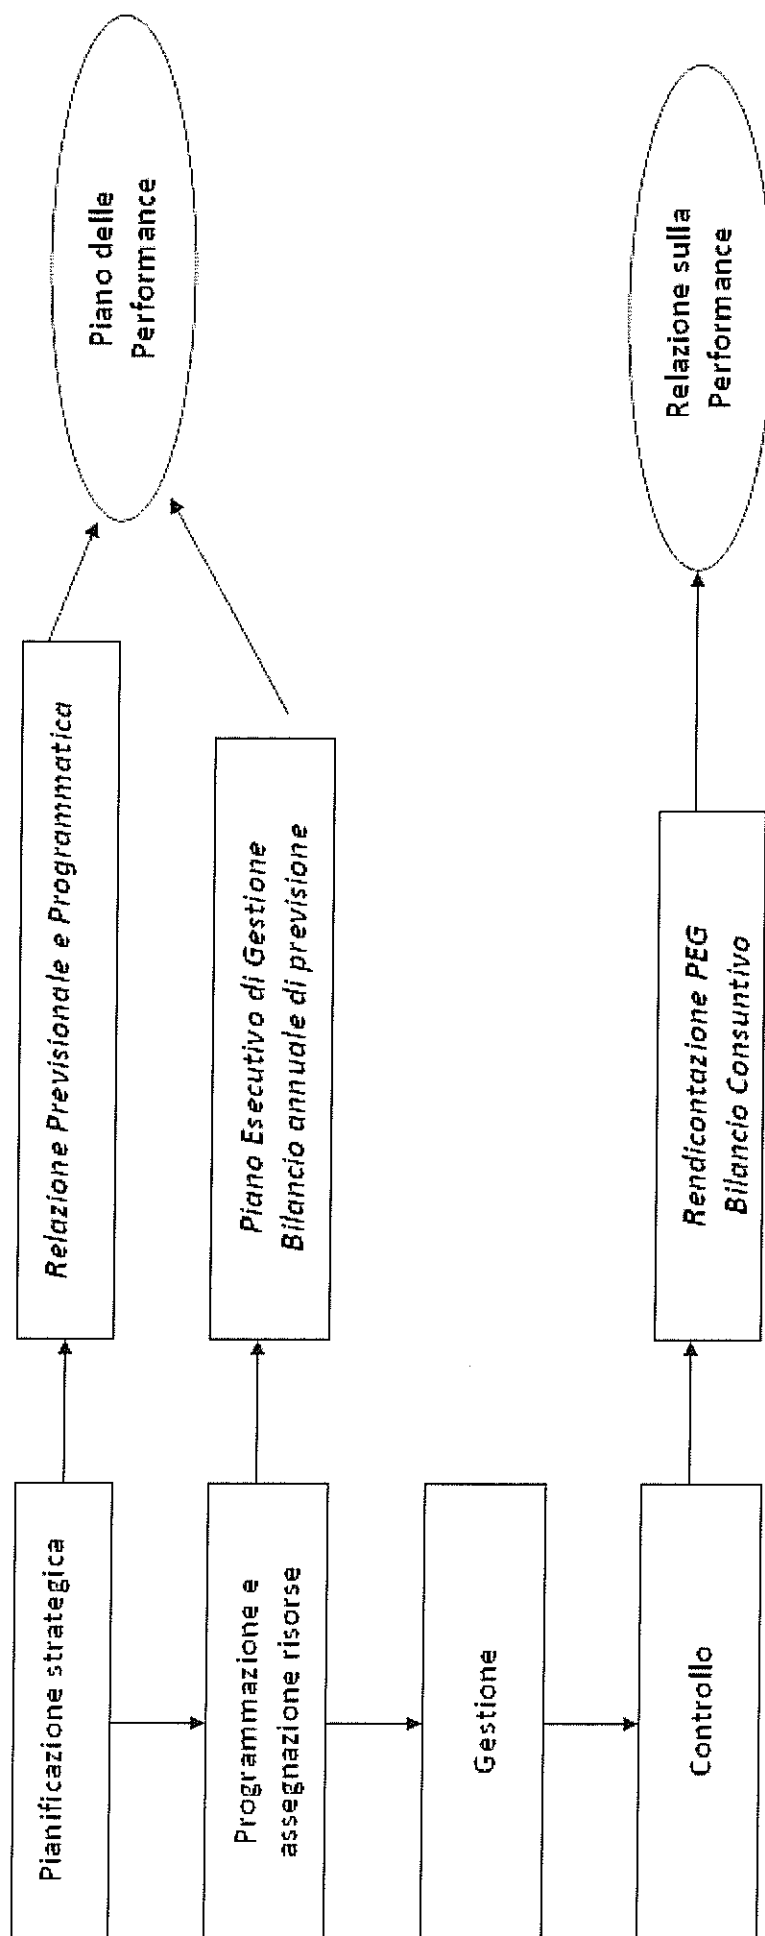 Pianificazione strategica
Relazione Previsionale e Programmatica
Piano delle
Performance
Programmazione e
assegnazione risorse
Piano Esecutivo di Gestione
Bilancio annuale di previsione
Gestione
Controllo
Rendicontazione PEG
Bilancio Consuntivo
Relazione sulla
Performance